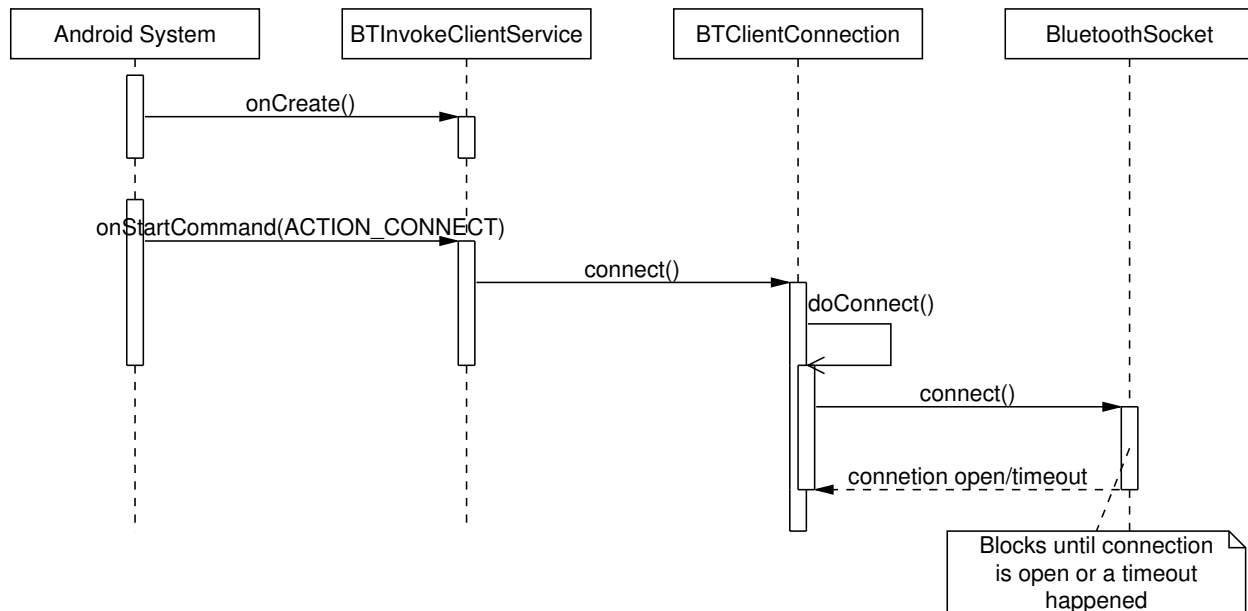 Android System
BTInvokeClientService
BTClientConnection
BluetoothSocket
onCreate()
onStartCommand(ACTION_CONNECT)
connect()
doConnect()
connect()
connetion open/timeout
Blocks until connection
is open or a timeout
happened